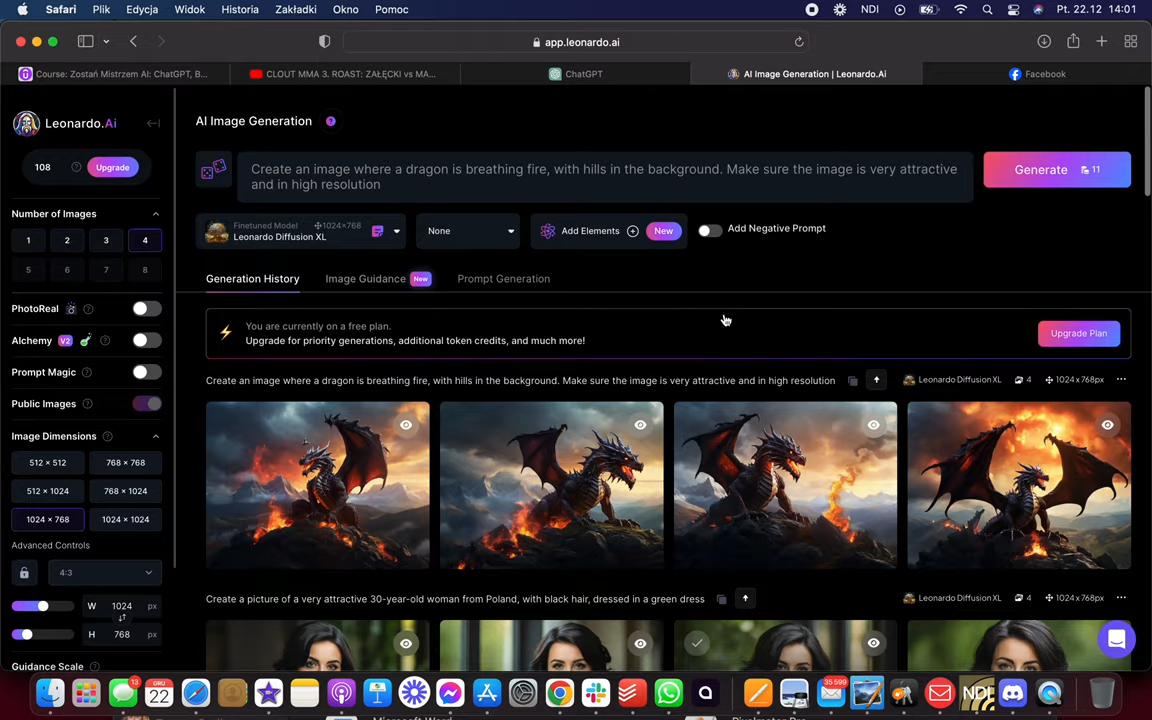 Safari Plik Edycja Widok Historia Zakładki Okno Pomoc NDI Pt. 22.12 14:01
app.leonardo.ai
Course: Zostań Mistrzem AI: ChatGPT, B... CLOUT MMA 3. ROAST: ZAŁĘCKI vs MA... ChatGPT AI Image Generation | Leonardo.Ai Facebook
Leonardo.Ai
AI Image Generation ?
108 ? Upgrade
Create an image where a dragon is breathing fire, with hills in the background. Make sure the image is very attractive
and in high resolution
Generate 11
Number of Images
1 2 3 4
5 6 7 8
Finetuned Model 1024×768
Leonardo Diffusion XL
None
Add Elements New
Add Negative Prompt
Generation History Image Guidance New Prompt Generation
PhotoReal ?
Alchemy V2 ?
Prompt Magic ?
Public Images ?
You are currently on a free plan.
Upgrade for priority generations, additional token credits, and much more!
Upgrade Plan
Create an image where a dragon is breathing fire, with hills in the background. Make sure the image is very attractive and in high resolution
Leonardo Diffusion XL 4 1024 x 768px ...
Image Dimensions ?
512 × 512 768 × 768
512 × 1024 768 × 1024
1024 × 768 1024 × 1024
Advanced Controls
4:3
W 1024 px
H 768 px
Guidance Scale ?
Create a picture of a very attractive 30-year-old woman from Poland, with black hair, dressed in a green dress
Leonardo Diffusion XL 4 1024 x 768px ...
13
GRU
22
35 599
NDI